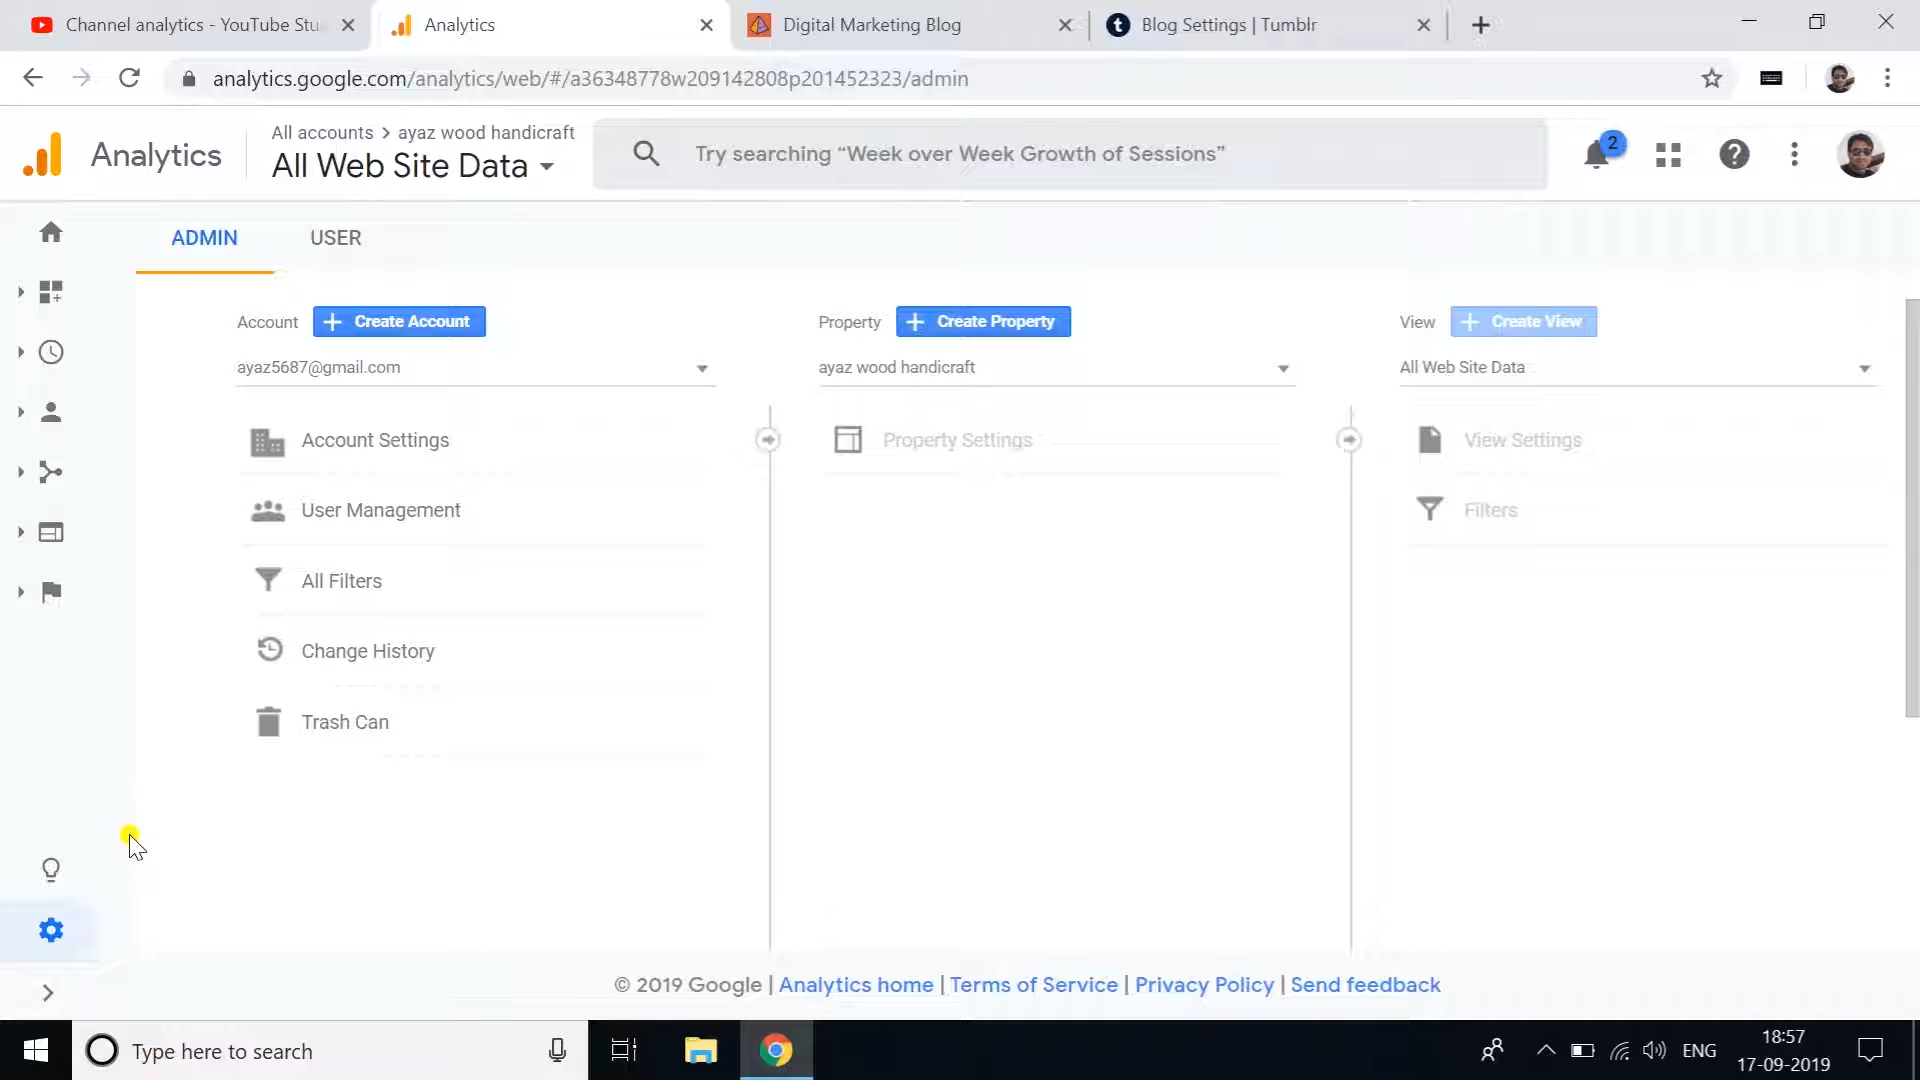 Channel analytics - YouTube Stu
Analytics
Digital Marketing Blog
Blog Settings | Tumblr
analytics.google.com/analytics/web/#/a36348778w209142808p201452323/admin
Analytics
All accounts > ayaz wood handicraft
All Web Site Data
Try searching “Week over Week Growth of Sessions”
2
ADMIN
USER
Account
+ Create Account
Property
+ Create Property
View
+ Create View
ayaz5687@gmail.com
ayaz wood handicraft
All Web Site Data
Account Settings
Property Settings
View Settings
User Management
Filters
All Filters
Change History
Trash Can
© 2019 Google | Analytics home | Terms of Service | Privacy Policy | Send feedback
Type here to search
ENG
18:57
17-09-2019